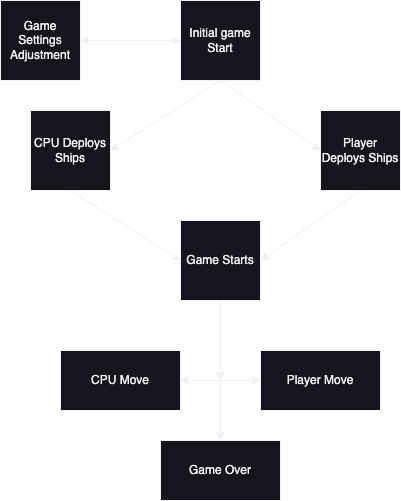 Game
Settings
Adjustment
Initial game
Start
CPU Deploys
Ships
Player
Deploys Ships
Game Starts
CPU Move
Player Move
Game Over